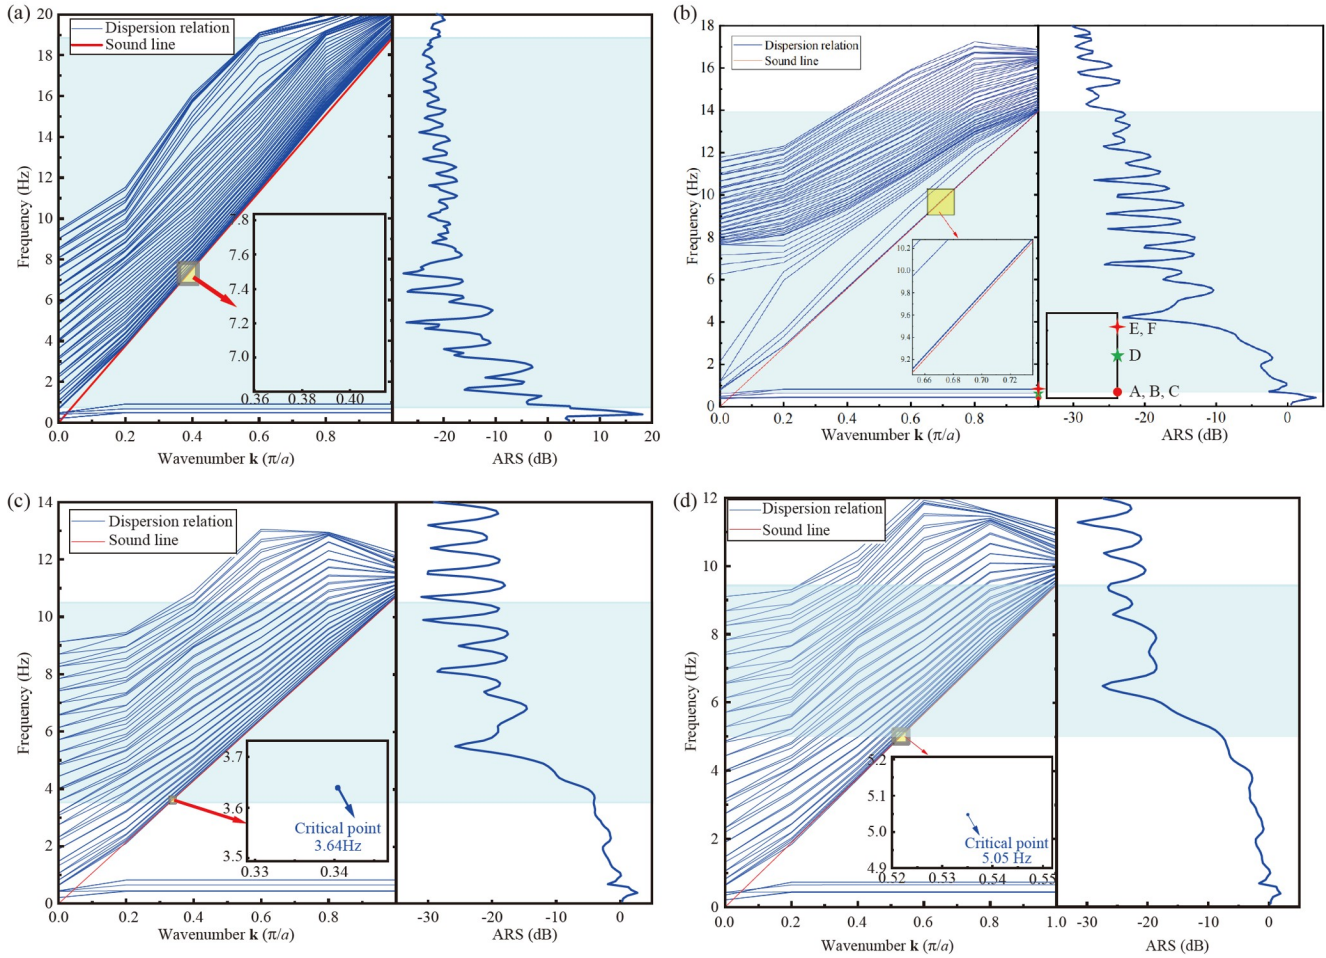 (a)
Dispersion relation
Sound line
Frequency (Hz)
20
18
16
14
12
10
8
6
4
2
0
7.8
7.6
7.4
7.2
7.0
0.36 0.39 0.40
0.0 0.2 0.4 0.6 0.8
Wavenumber k (π/a)
-20 -10 0 10 20
ARS (dB)
(b)
Dispersion relation
Sound line
Frequency (Hz)
18
16
14
12
10
8
6
4
2
0
10.2
10.0
9.8
9.6
9.4
9.2
0.66 0.68 0.70 0.72
E, F
D
A, B, C
0.0 0.2 0.4 0.6 0.8
Wavenumber k (π/a)
-30 -20 -10 0
ARS (dB)
(c)
Dispersion relation
Sound line
Frequency (Hz)
14
12
10
8
6
4
2
0
3.7
3.6
3.5
Critical point
3.64Hz
0.33 0.34
0.0 0.2 0.4 0.6 0.8
Wavenumber k (π/a)
-30 -20 -10 0
ARS (dB)
(d)
Dispersion relation
Sound line
Frequency (Hz)
12
10
8
6
4
2
0
5.2
5.1
5.0
4.9
Critical point
5.05 Hz
0.52 0.53 0.54 0.55
0.0 0.2 0.4 0.6 0.8 1.0
Wavenumber k (π/a)
-30 -20 -10 0
ARS (dB)